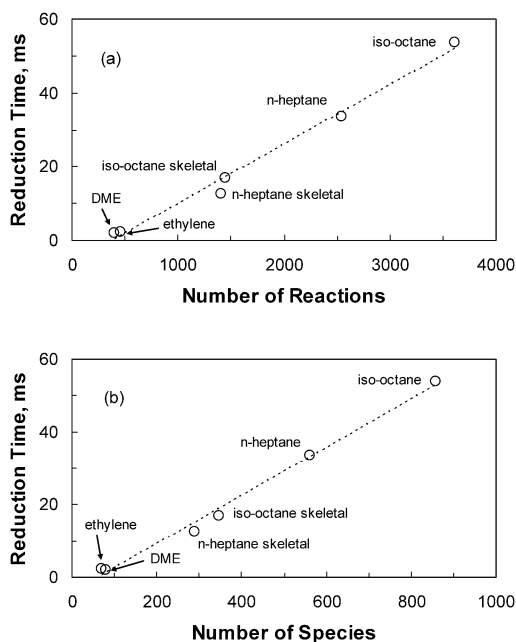 60
(a)
iso-octane
40
n-heptane
Reduction Time, ms
20
iso-octane skeletal
DME
n-heptane skeletal
ethylene
0
0 1000 2000 3000 4000
Number of Reactions
60
(b)
iso-octane
40
n-heptane
Reduction Time, ms
20
ethylene
iso-octane skeletal
n-heptane skeletal
DME
0
0 200 400 600 800 1000
Number of Species